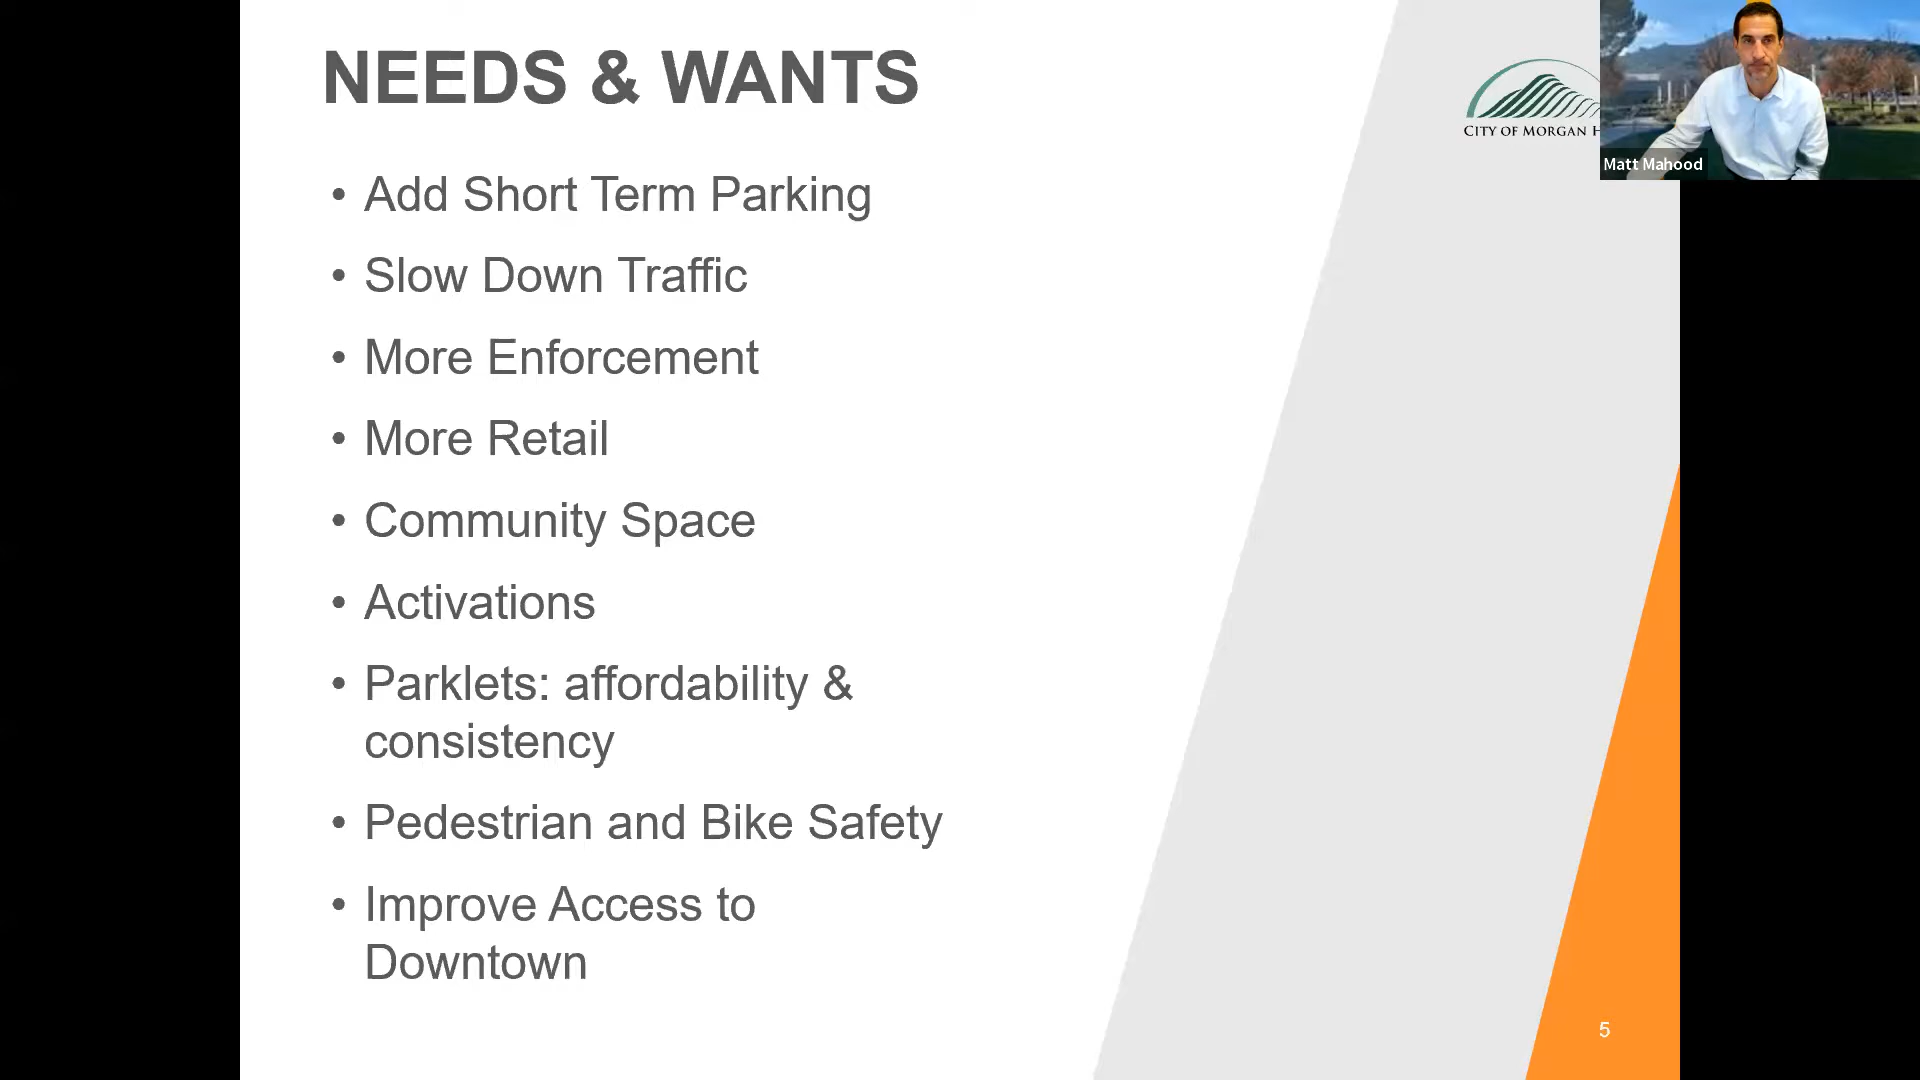 NEEDS & WANTS
CITY OF MORGAN H
Matt Mahood
• Add Short Term Parking
• Slow Down Traffic
• More Enforcement
• More Retail
• Community Space
• Activations
• Parklets: affordability &
consistency
• Pedestrian and Bike Safety
• Improve Access to
Downtown
5